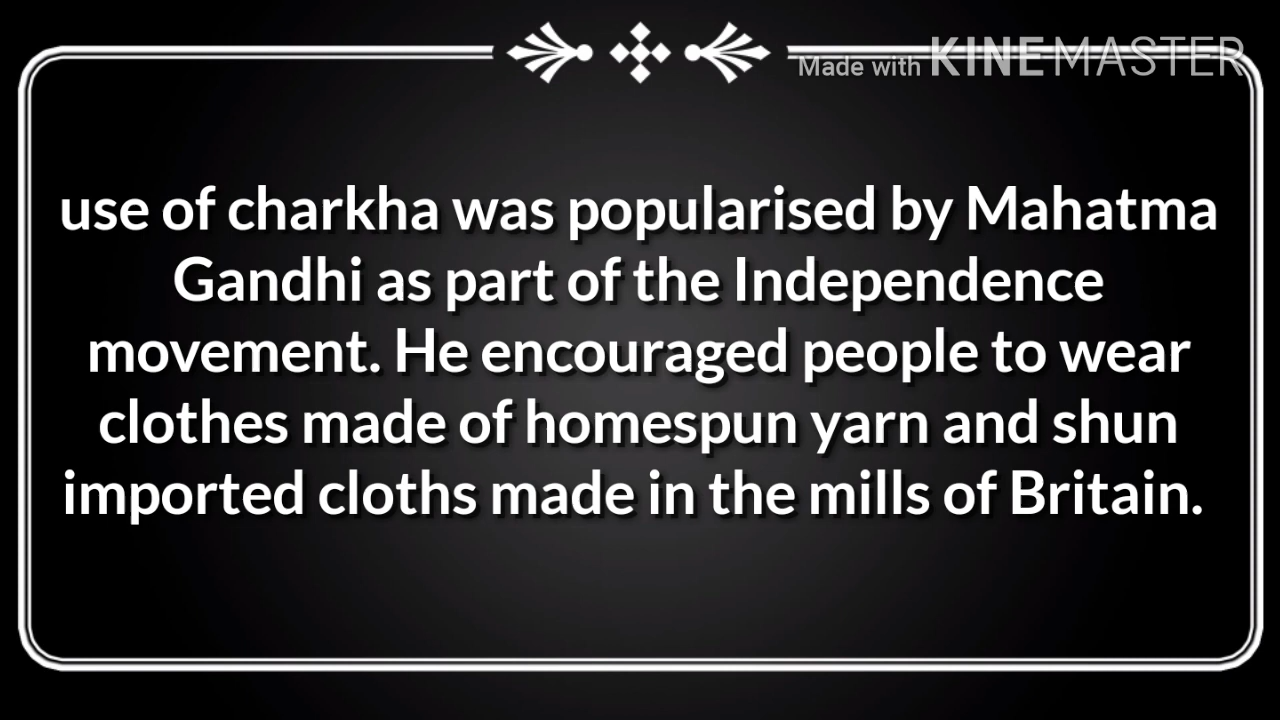 Made with KINEMASTER
use of charkha was popularised by Mahatma
Gandhi as part of the Independence
movement. He encouraged people to wear
clothes made of homespun yarn and shun
imported cloths made in the mills of Britain.